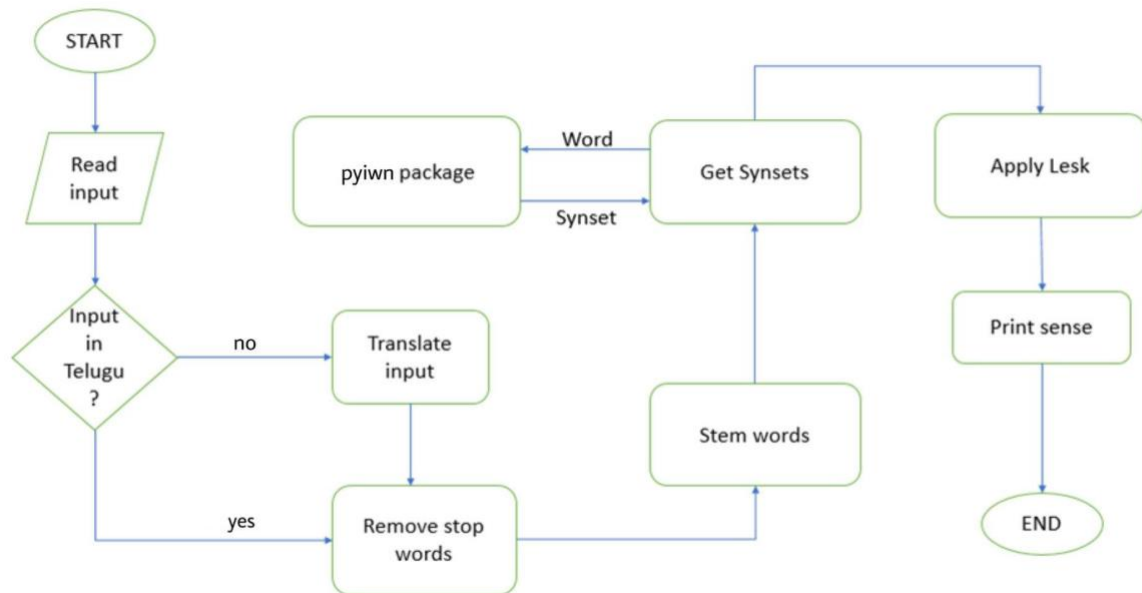 START
Read
input
Input
in
Telugu
?
no
Translate
input
yes
Remove stop
words
Stem words
Get Synsets
Word
pyiwn package
Synset
Apply Lesk
Print sense
END